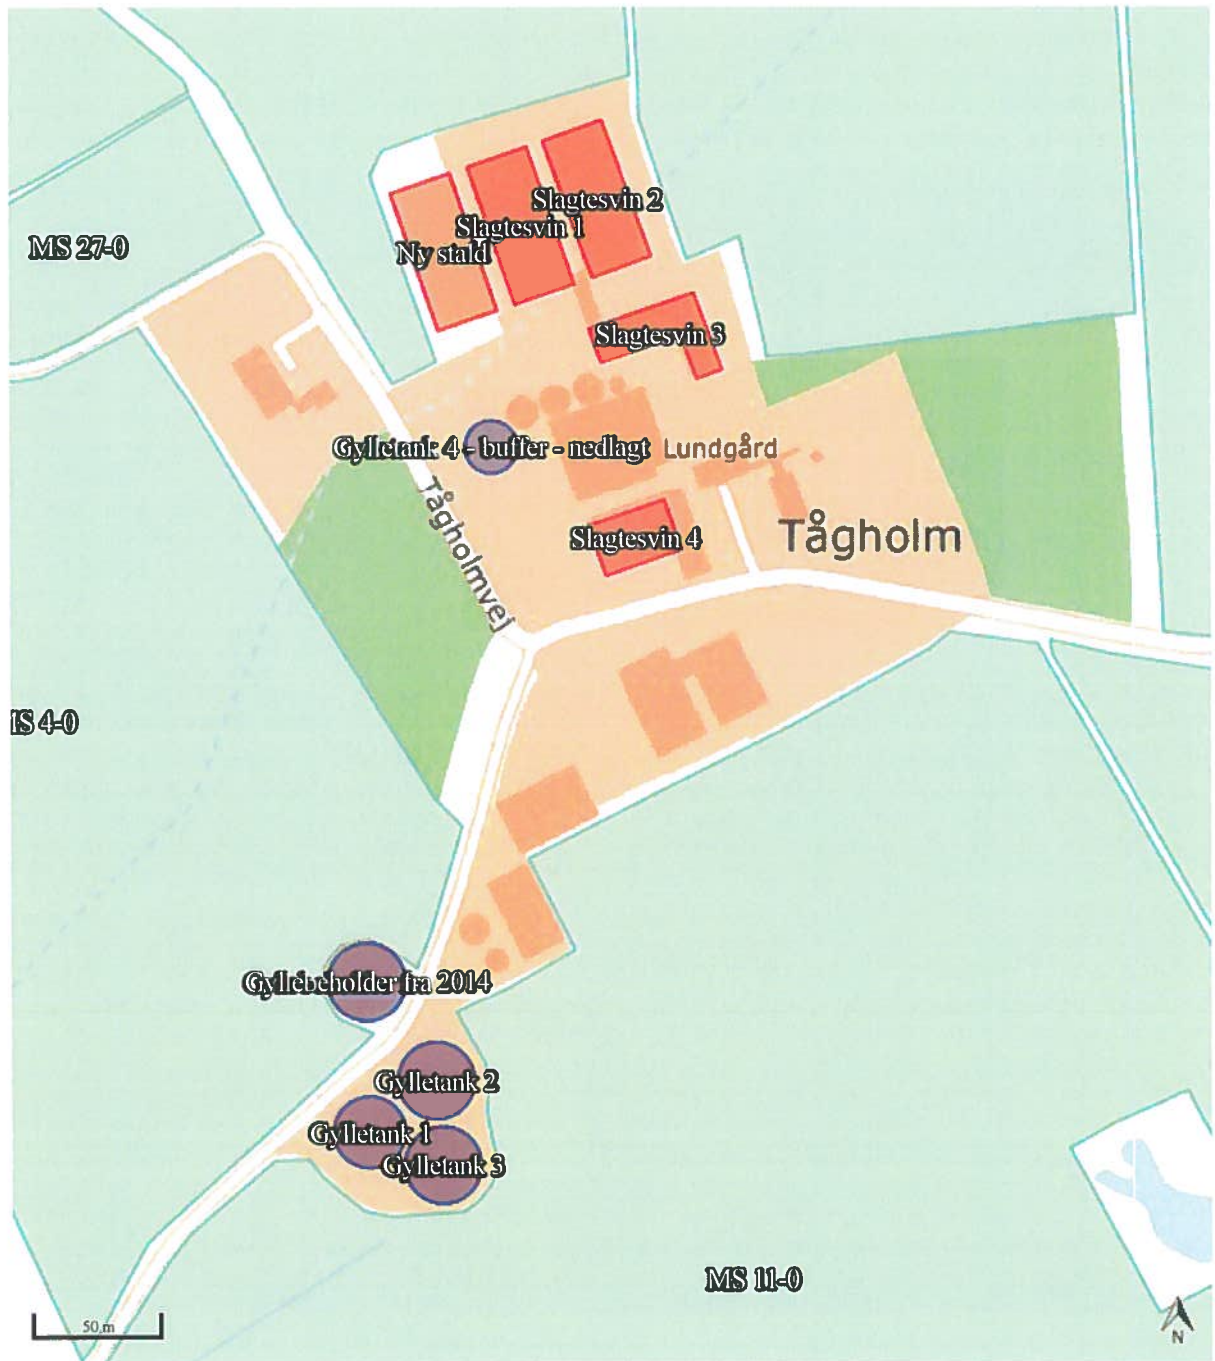 Slagtesvin 2
Slagtesvin 1
MS 27-0
Ny stald
Slagtesvin 3
Gylletank 4 - buffer - nedlagt
Lundgård
Tågholmvej
Slagtesvin 4
Tågholm
MS 4-0
Gyllebeholder fra 2014
Gylletank 2
Gylletank 1
Gylletank 3
MS 11-0
50 m
N